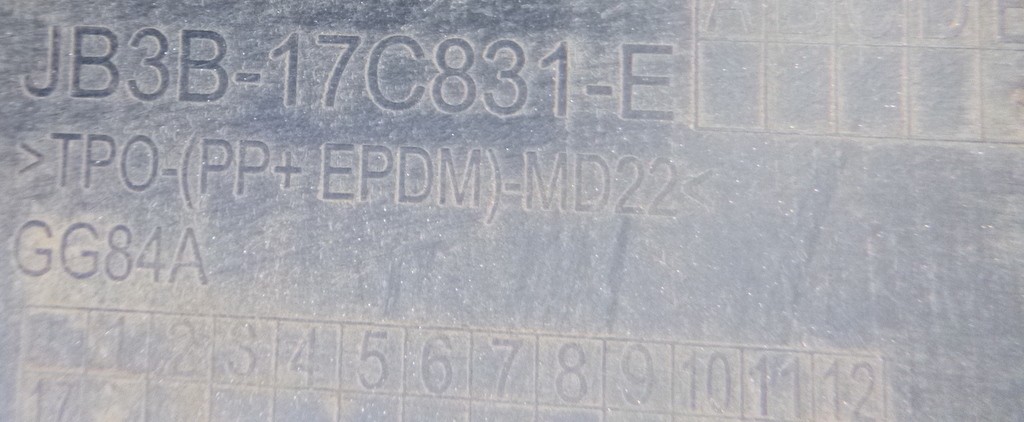 A B C D E
JB3B-17C831-E
>TPO-(PP+EPDM)-MD22<
GG84A
1 2 3 4 5 6 7 8 9 10 11 12
17